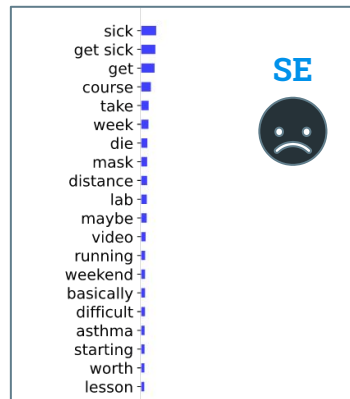 sick
get sick
get
course
take
week
die
mask
distance
lab
maybe
video
running
weekend
basically
difficult
asthma
starting
worth
lesson
SE